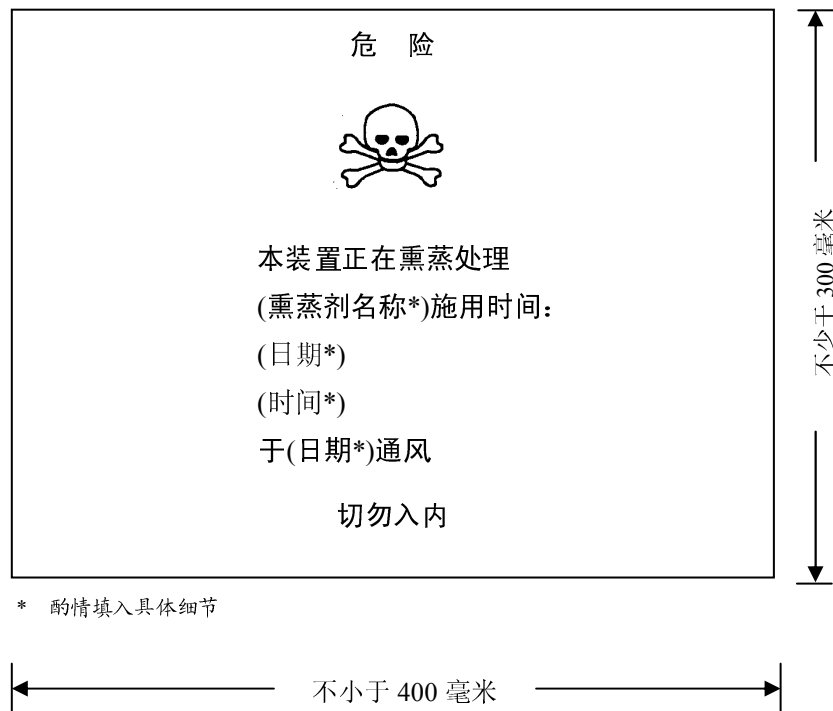 危 险
本装置正在熏蒸处理
(熏蒸剂名称*)施用时间：
(日期*)
(时间*)
于(日期*)通风
切勿入内
不少于 300 毫米
* 酌情填入具体细节
不小于 400 毫米